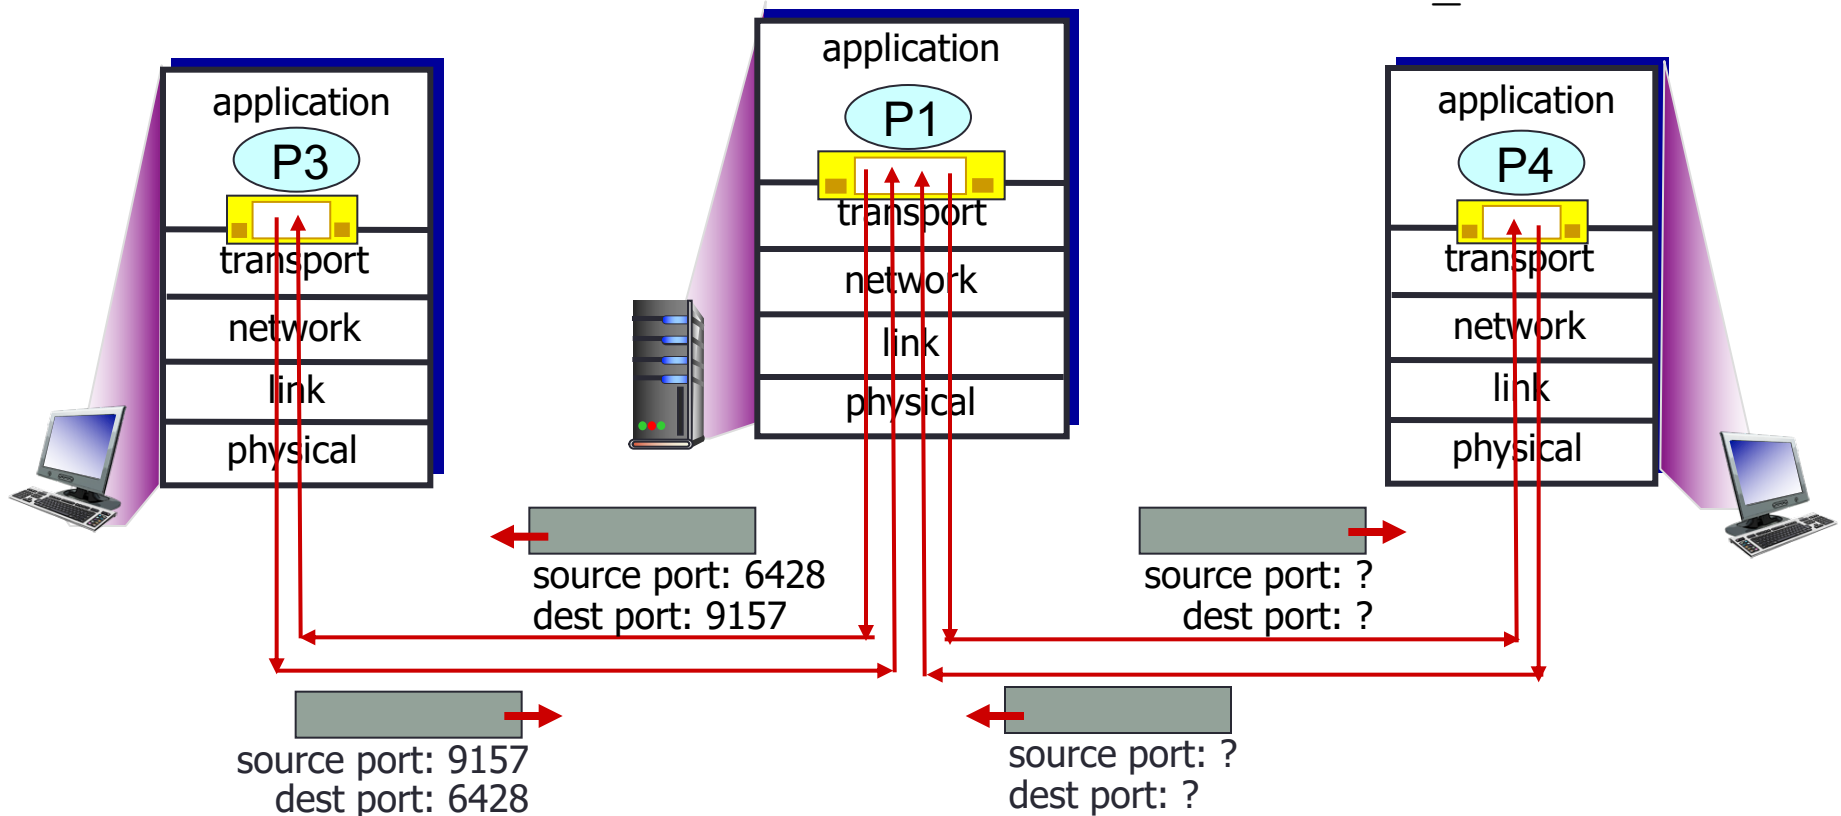 application
P3
transport
network
link
physical
application
P1
transport
network
link
physical
application
P4
transport
network
link
physical
source port: 6428
dest port: 9157
source port: ?
dest port: ?
source port: 9157
dest port: 6428
source port: ?
dest port: ?